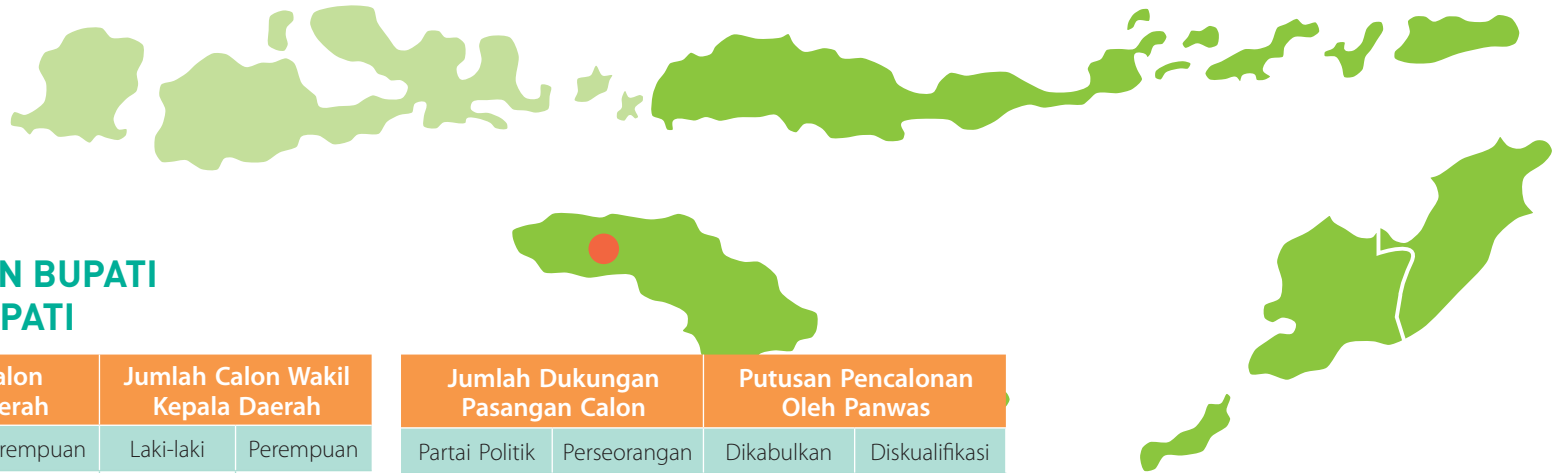 N BUPATI
PATI
alon
erah
Jumlah Calon Wakil
Kepala Daerah
rempuan
Laki-laki
Perempuan
Jumlah Dukungan
Pasangan Calon
Putusan Pencalonan
Oleh Panwas
Partai Politik
Perseorangan
Dikabulkan
Diskualifikasi